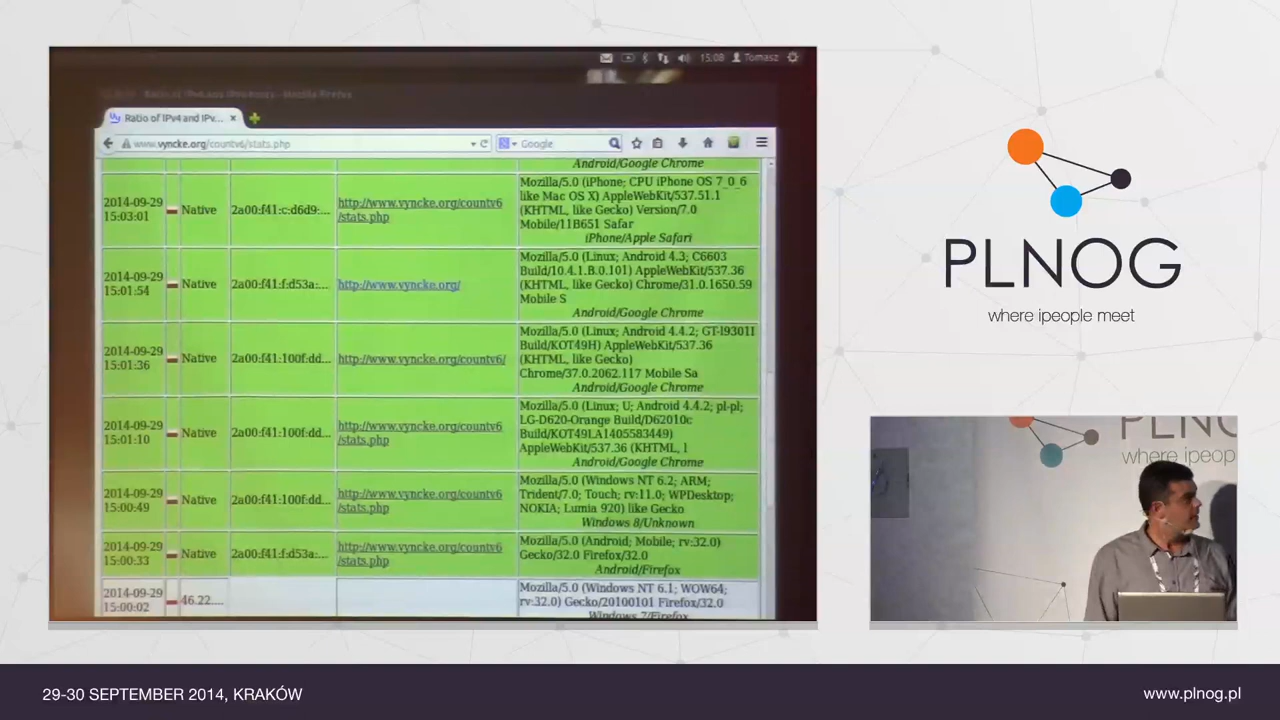 15:08 Tomasz
Ratio of IPv4 and IPv...
www.vyncke.org/countv6/stats.php
Google
Android/Google Chrome
2014-09-29
15:03:01
Native
2a00:f41:c:d6d9:...
http://www.vyncke.org/countv6
/stats.php
Mozilla/5.0 (iPhone; CPU iPhone OS 7_0_6
like Mac OS X) AppleWebKit/537.51.1
(KHTML, like Gecko) Version/7.0
Mobile/11B651 Safar
iPhone/Apple Safari
2014-09-29
15:01:54
Native
2a00:f41:f:d53a:...
http://www.vyncke.org/
Mozilla/5.0 (Linux; Android 4.3; C6603
Build/10.4.1.B.0.101) AppleWebKit/537.36
(KHTML, like Gecko) Chrome/31.0.1650.59
Mobile S
Android/Google Chrome
2014-09-29
15:01:36
Native
2a00:f41:100f:dd...
http://www.vyncke.org/countv6/
Mozilla/5.0 (Linux; Android 4.4.2; GT-I9301I
Build/KOT49H) AppleWebKit/537.36
(KHTML, like Gecko)
Chrome/37.0.2062.117 Mobile Sa
Android/Google Chrome
2014-09-29
15:01:10
Native
2a00:f41:100f:dd...
http://www.vyncke.org/countv6
/stats.php
Mozilla/5.0 (Linux; U; Android 4.4.2; pl-pl;
LG-D620-Orange Build/D62010c
Build/KOT49LA1405583449)
AppleWebKit/537.36 (KHTML, l
Android/Google Chrome
2014-09-29
15:00:49
Native
2a00:f41:100f:dd...
http://www.vyncke.org/countv6
/stats.php
Mozilla/5.0 (Windows NT 6.2; ARM;
Trident/7.0; Touch; rv:11.0; WPDesktop;
NOKIA; Lumia 920) like Gecko
Windows 8/Unknown
2014-09-29
15:00:33
Native
2a00:f41:f:d53a:...
http://www.vyncke.org/countv6
/stats.php
Mozilla/5.0 (Android; Mobile; rv:32.0)
Gecko/32.0 Firefox/32.0
Android/Firefox
2014-09-29
15:00:02
46.22....
Mozilla/5.0 (Windows NT 6.1; WOW64;
rv:32.0) Gecko/20100101 Firefox/32.0
Windows 7/Firefox
PLNOG
where ipeople meet
PLNO
where ipeop
29-30 SEPTEMBER 2014, KRAKÓW
www.plnog.pl